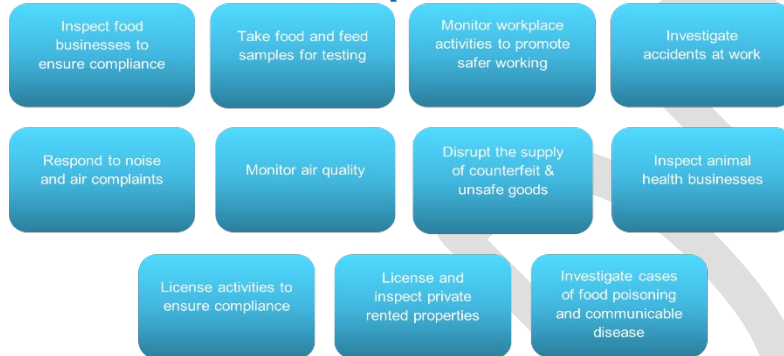 Inspect food
businesses to
ensure compliance
Take food and feed
samples for testing
Monitor workplace
activities to promote
safer working
Investigate
accidents at work
Respond to noise
and air complaints
Monitor air quality
Disrupt the supply
of counterfeit &
unsafe goods
Inspect animal
health businesses
License activities to
ensure compliance
License and
inspect private
rented properties
Investigate cases
of food poisoning
and communicable
disease